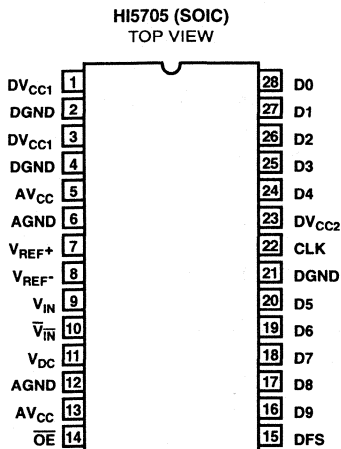 HI5705 (SOIC)
TOP VIEW
DVCC1 1 28 D0
DGND 2 27 D1
DVCC1 3 26 D2
DGND 4 25 D3
AVCC 5 24 D4
AGND 6 23 DVCC2
VREF+ 7 22 CLK
VREF- 8 21 DGND
VIN 9 20 D5
V̅I̅N̅ 10 19 D6
VDC 11 18 D7
AGND 12 17 D8
AVCC 13 16 D9
O̅E̅ 14 15 DFS